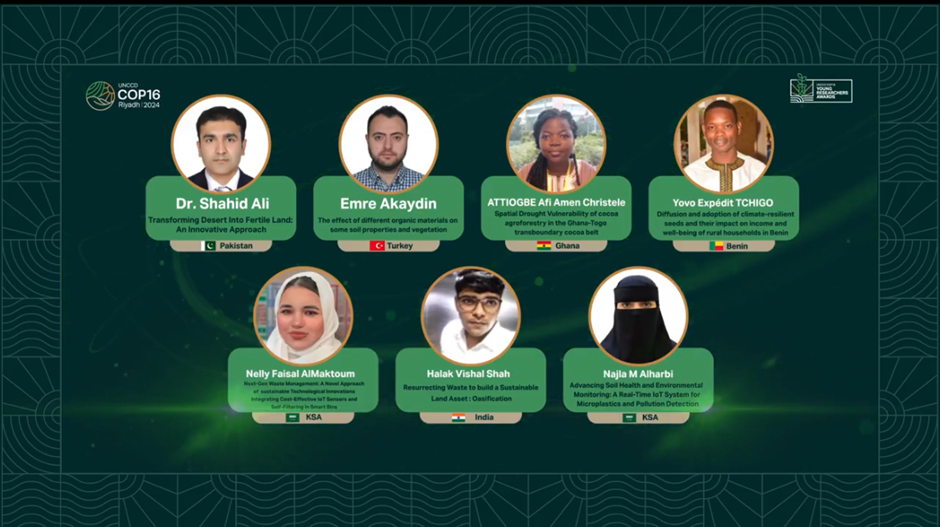 UNCCD
COP16
Riyadh | 2024
YOUNG
RESEARCHERS
AWARDS
Dr. Shahid Ali
Transforming Desert Into Fertile Land:
An Innovative Approach
Pakistan
Emre Akaydin
The effect of different organic materials on
some soil properties and vegetation
Turkey
ATTIOGBE Afi Amen Christele
Spatial Drought Vulnerability of cocoa
agroforestry in the Ghana-Togo
transboundary cocoa belt
Ghana
Yovo Expédit TCHIGO
Diffusion and adoption of climate-resilient
seeds and their impact on income and
well-being of rural households in Benin
Benin
Nelly Faisal AlMaktoum
Next-Gen Waste Management: A Novel Approach
of sustainable Technological Innovations
Integrating Cost-Effective IoT Sensors and
Self-Filtering in Smart Bins
KSA
Halak Vishal Shah
Resurrecting Waste to build a Sustainable
Land Asset : Oasification
India
Najla M Alharbi
Advancing Soil Health and Environmental
Monitoring: A Real-Time IoT System for
Microplastics and Pollution Detection
KSA